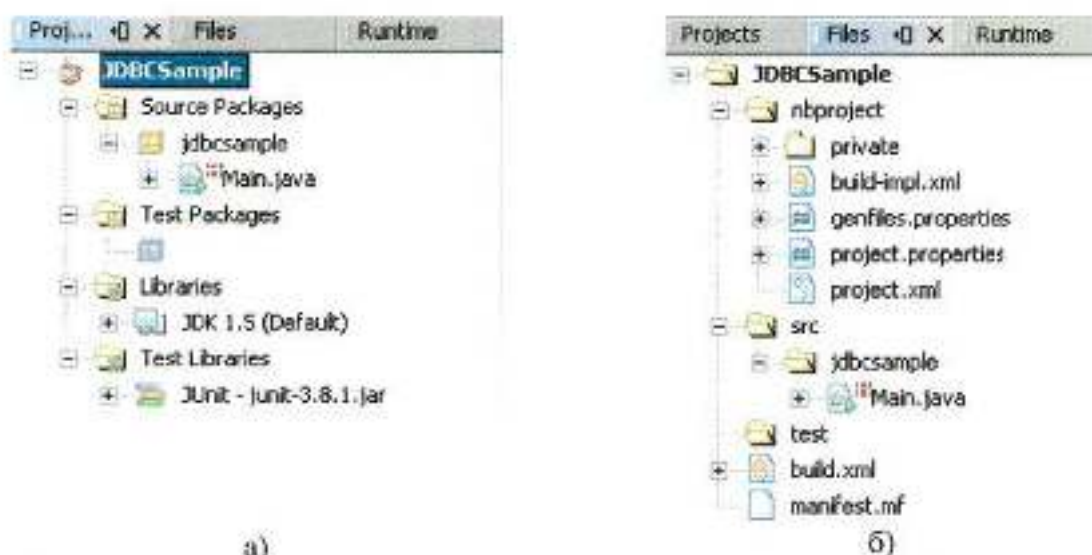 Proj... Files Runtime
JDBCSample
Source Packages
jdbcsample
Main.java
Test Packages
Libraries
JDK 1.5 (Default)
Test Libraries
JUnit - junit-3.8.1.jar
а)
Projects Files Runtime
JDBCSample
nbproject
private
build-impl.xml
genfiles.properties
project.properties
project.xml
src
jdbcsample
Main.java
test
build.xml
manifest.mf
б)